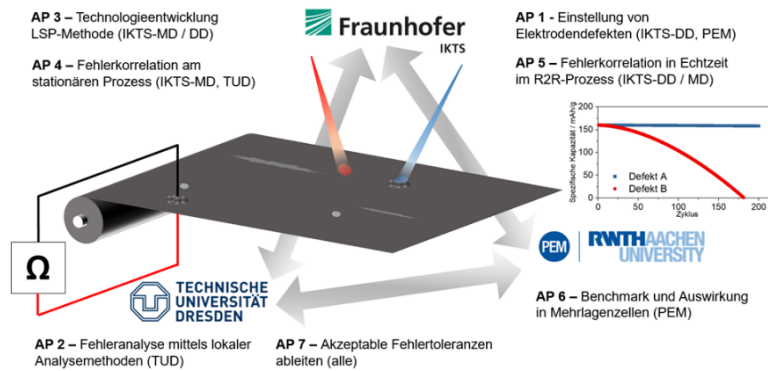 AP 3 – Technologieentwicklung
LSP-Methode (IKTS-MD / DD)
AP 4 – Fehlerkorrelation am
stationären Prozess (IKTS-MD, TUD)
Fraunhofer
IKTS
AP 1 - Einstellung von
Elektrodendefekten (IKTS-DD, PEM)
AP 5 – Fehlerkorrelation in Echtzeit
im R2R-Prozess (IKTS-DD / MD)
Spezifische Kapazität / mAh/g
200
150
100
50
0
Defekt A
Defekt B
0 50 100 150 200
Zyklus
Ω
TECHNISCHE
UNIVERSITÄT
DRESDEN
PEM
RWTH AACHEN
UNIVERSITY
AP 6 – Benchmark und Auswirkung
in Mehrlagenzellen (PEM)
AP 2 – Fehleranalyse mittels lokaler
Analysemethoden (TUD)
AP 7 – Akzeptable Fehlertoleranzen
ableiten (alle)